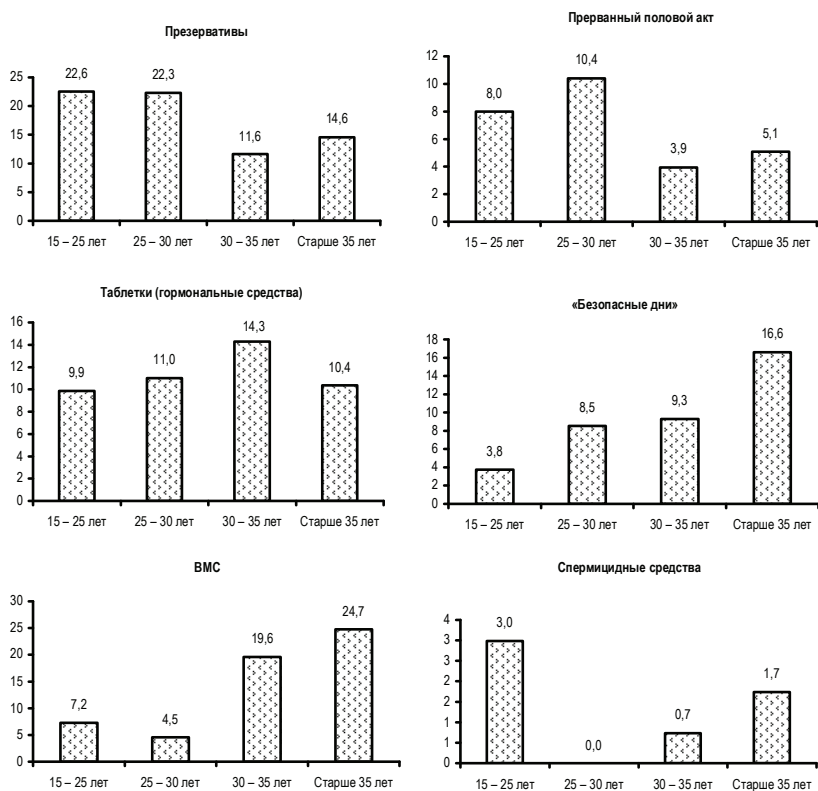 Презервативы
25
20
15
10
5
0
22,6
22,3
11,6
14,6
15 – 25 лет
25 – 30 лет
30 – 35 лет
Старше 35 лет
Прерванный половой акт
12
10
8
6
4
2
0
8,0
10,4
3,9
5,1
15 – 25 лет
25 – 30 лет
30 – 35 лет
Старше 35 лет
Таблетки (гормональные средства)
16
14
12
10
8
6
4
2
0
9,9
11,0
14,3
10,4
15 – 25 лет
25 – 30 лет
30 – 35 лет
Старше 35 лет
«Безопасные дни»
18
16
14
12
10
8
6
4
2
0
3,8
8,5
9,3
16,6
15 – 25 лет
25 – 30 лет
30 – 35 лет
Старше 35 лет
ВМС
30
25
20
15
10
5
0
7,2
4,5
19,6
24,7
15 – 25 лет
25 – 30 лет
30 – 35 лет
Старше 35 лет
Спермицидные средства
4
3
3
2
2
1
1
0
3,0
0,0
0,7
1,7
15 – 25 лет
25 – 30 лет
30 – 35 лет
Старше 35 лет